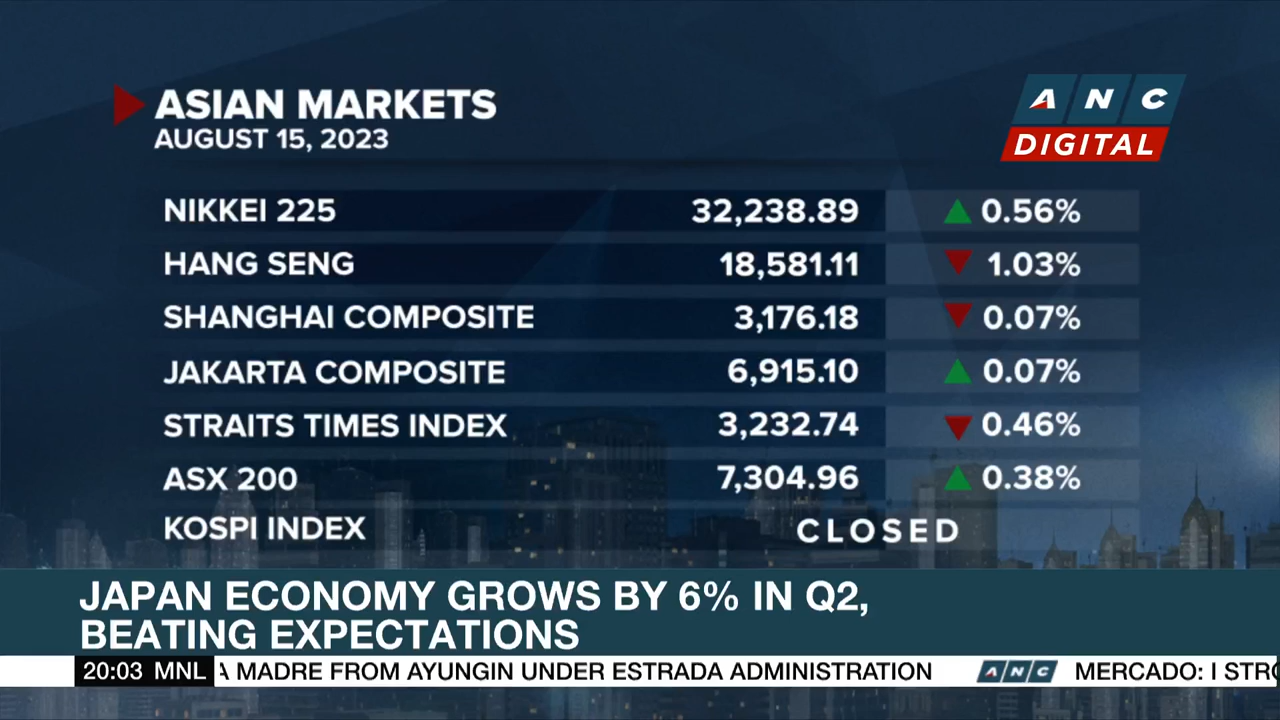 ASIAN MARKETS
AUGUST 15, 2023
ANC
DIGITAL
NIKKEI 225 32,238.89 0.56%
HANG SENG 18,581.11 1.03%
SHANGHAI COMPOSITE 3,176.18 0.07%
JAKARTA COMPOSITE 6,915.10 0.07%
STRAITS TIMES INDEX 3,232.74 0.46%
ASX 200 7,304.96 0.38%
KOSPI INDEX CLOSED
JAPAN ECONOMY GROWS BY 6% IN Q2,
BEATING EXPECTATIONS
20:03 MNL A MADRE FROM AYUNGIN UNDER ESTRADA ADMINISTRATION ANC MERCADO: I